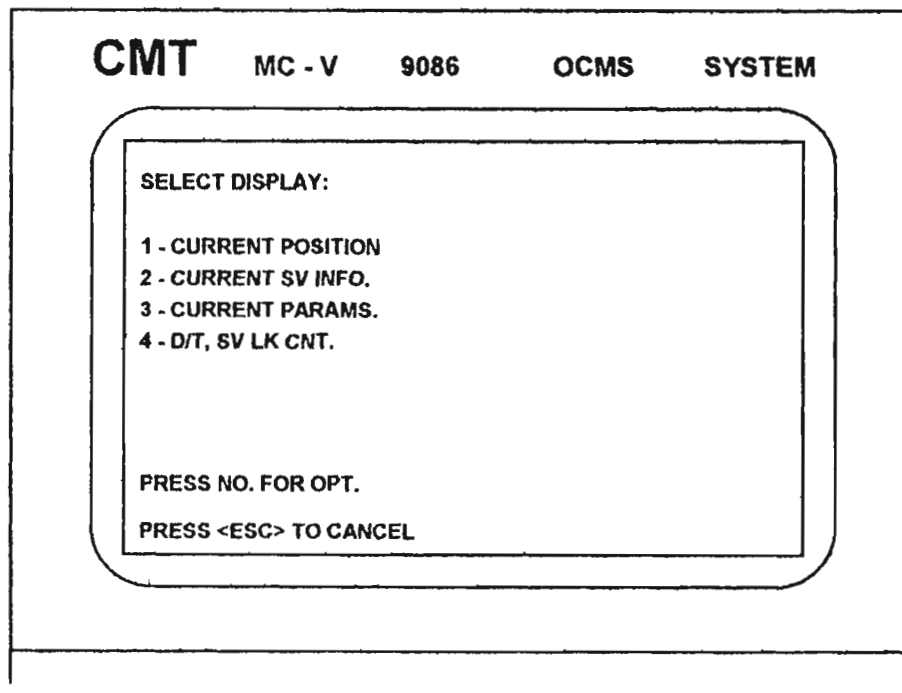 CMT MC - V 9086 OCMS SYSTEM
SELECT DISPLAY:
1 - CURRENT POSITION
2 - CURRENT SV INFO.
3 - CURRENT PARAMS.
4 - D/T, SV LK CNT.
PRESS NO. FOR OPT.
PRESS <ESC> TO CANCEL